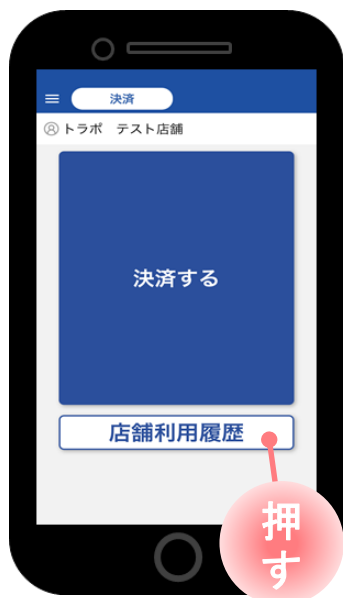 決済
トラポ　テスト店舗
決済する
店舗利用履歴
押す